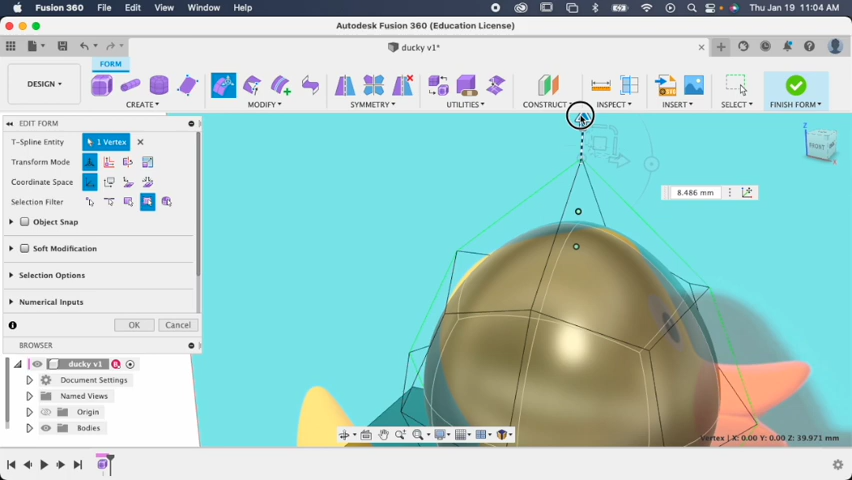 Fusion 360 File Edit View Window Help Thu Jan 19 11:04 AM
Autodesk Fusion 360 (Education License)
ducky v1*
FORM
DESIGN
CREATE MODIFY SYMMETRY UTILITIES CONSTRUCT INSPECT INSERT SELECT FINISH FORM
EDIT FORM
T-Spline Entity 1 Vertex
Transform Mode
Coordinate Space
Selection Filter
Object Snap
Soft Modification
Selection Options
Numerical Inputs
OK Cancel
BROWSER
ducky v1
Document Settings
Named Views
Origin
Bodies
Z
FRONT
8.486 mm
Vertex | X: 0.00 Y: 0.00 Z: 39.971 mm